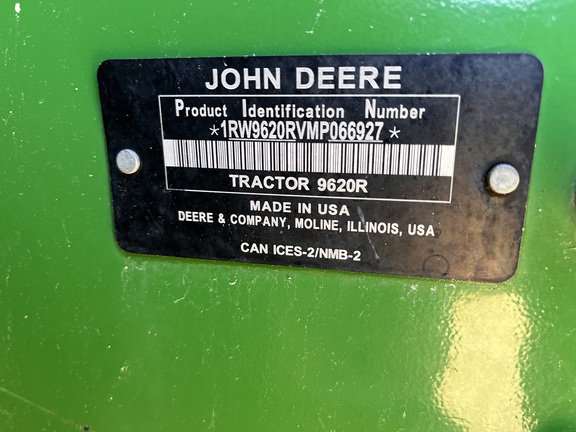 JOHN DEERE
Product Identification Number
*1RW9620RVMP066927*
TRACTOR 9620R
MADE IN USA
DEERE & COMPANY, MOLINE, ILLINOIS, USA
CAN ICES-2/NMB-2